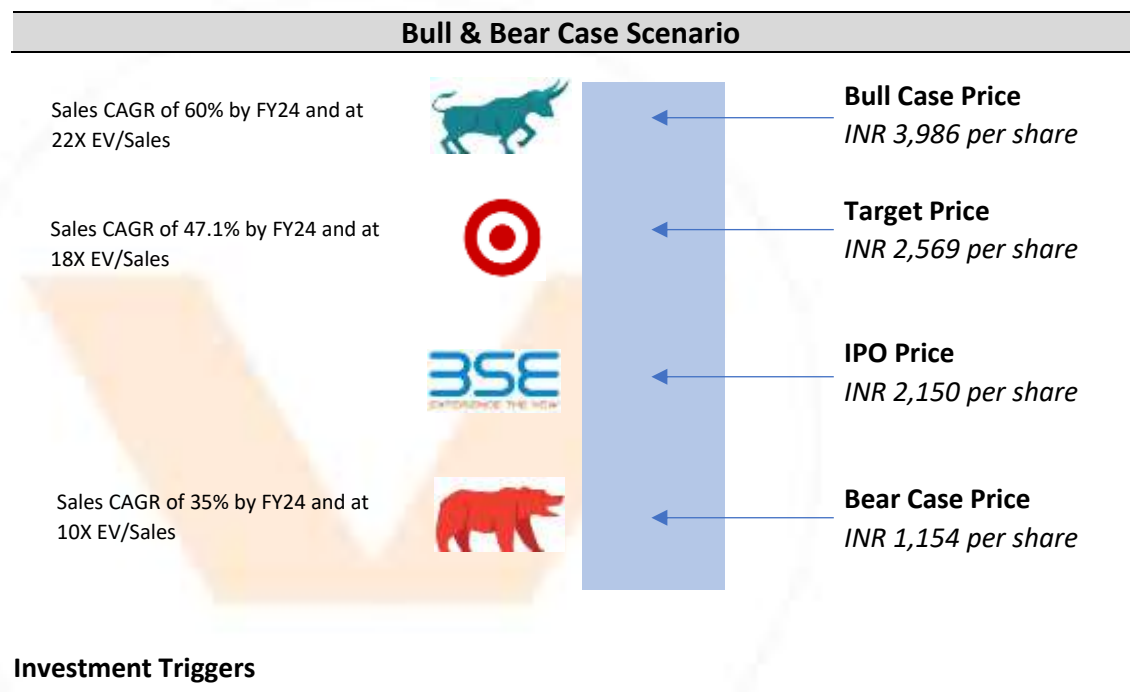 Bull & Bear Case Scenario
Sales CAGR of 60% by FY24 and at
22X EV/Sales
Bull Case Price
INR 3,986 per share
Sales CAGR of 47.1% by FY24 and at
18X EV/Sales
Target Price
INR 2,569 per share
BSE
EXPERIENCE THE NEW
IPO Price
INR 2,150 per share
Sales CAGR of 35% by FY24 and at
10X EV/Sales
Bear Case Price
INR 1,154 per share
Investment Triggers